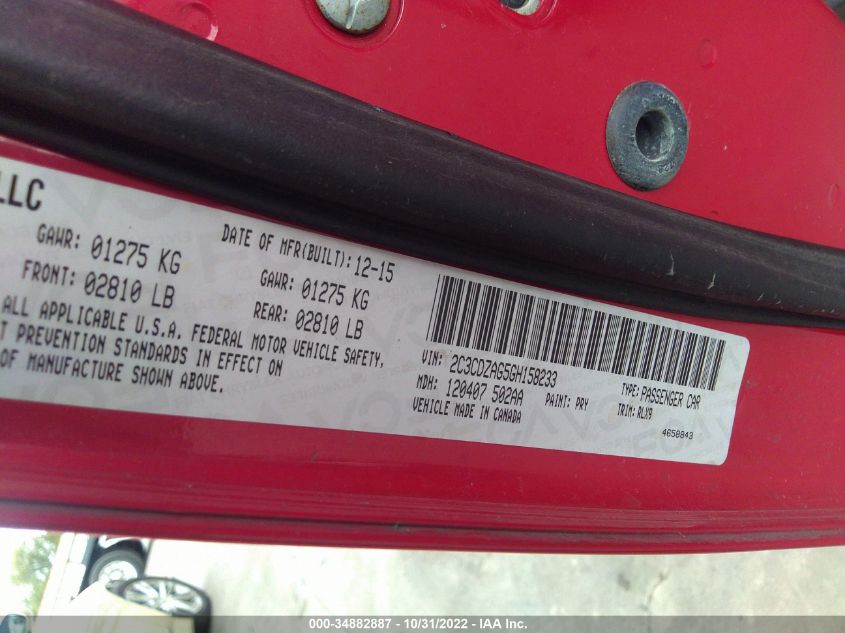 LLC
DATE OF MFR(BUILT): 12-15
GAWR: 01275 KG
FRONT: 02810 LB
GAWR: 01275 KG
REAR: 02810 LB
ALL APPLICABLE U.S.A. FEDERAL MOTOR VEHICLE SAFETY,
PREVENTION STANDARDS IN EFFECT ON
OF MANUFACTURE SHOWN ABOVE.
VIN: 2C3CDZAG5GH158233
TYPE: PASSENGER CAR
MDH: 120407 502AA
PAINT: PRY
TRIM: RLX9
VEHICLE MADE IN CANADA
4658843
000-34882887 - 10/31/2022 - IAA Inc.